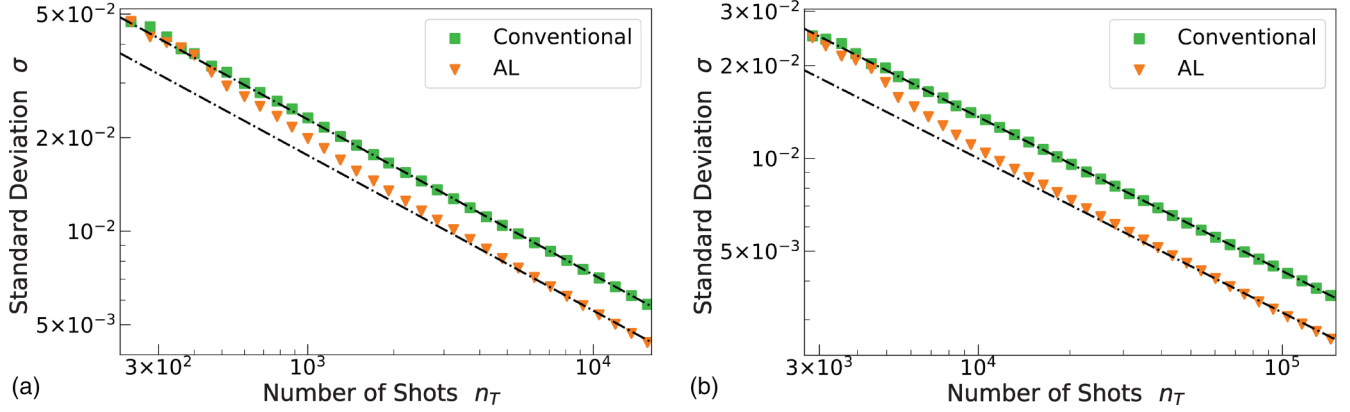 (a)
Standard Deviation σ
5×10⁻²
2×10⁻²
10⁻²
5×10⁻³
Conventional
AL
3×10² 10³ 10⁴
Number of Shots n_T
(b)
Standard Deviation σ
3×10⁻²
2×10⁻²
10⁻²
5×10⁻³
Conventional
AL
3×10³ 10⁴ 10⁵
Number of Shots n_T